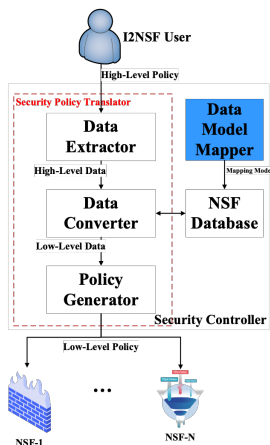 I2NSF User
High-Level Policy
Security Policy Translator
Data
Extractor
Data
Model
Mapper
High-Level Data
Mapping Model
Data
Converter
NSF
Database
Low-Level Data
Policy
Generator
Security Controller
Low-Level Policy
...
NSF-1
NSF-N